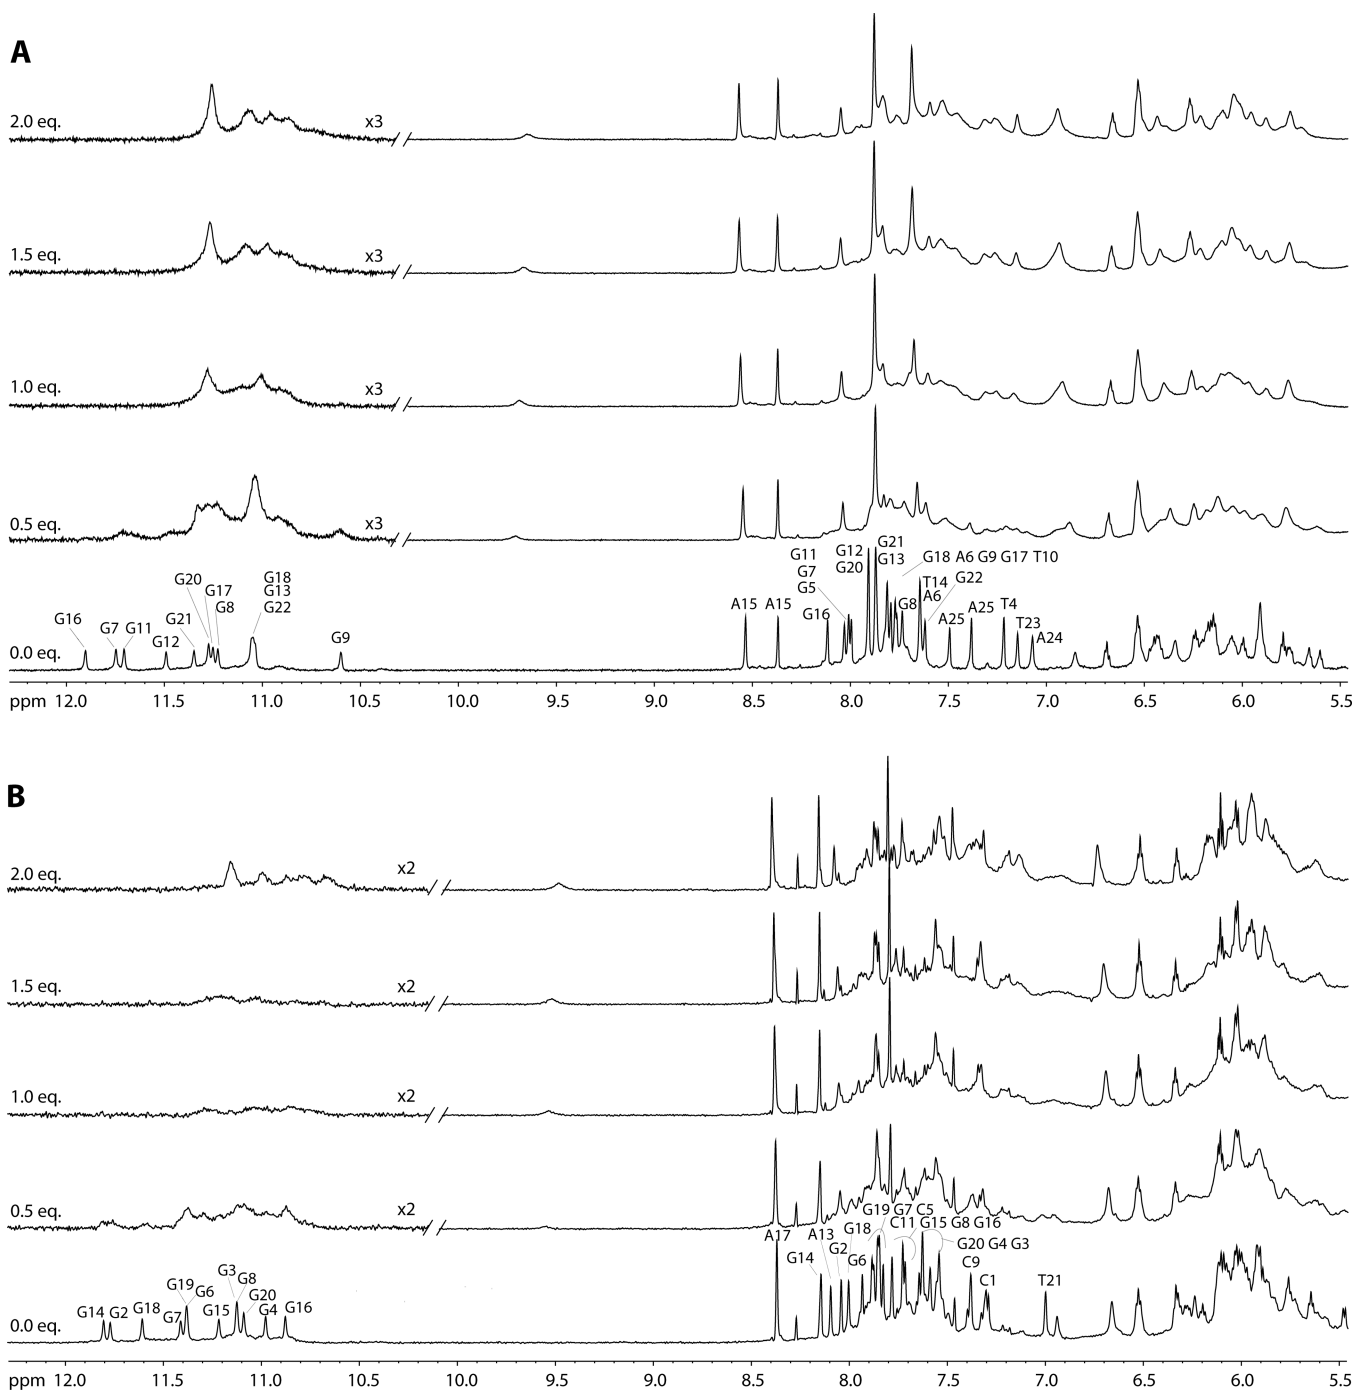 A
2.0 eq.
x3
1.5 eq.
x3
1.0 eq.
x3
0.5 eq.
x3
G11 G12 G21
G7 G20 G13 G18 A6 G9 G17 T10
G5
G20 G18
G17 G13 T14 G22
G8 G22 A6
G16 G7 G11 G12 G21 G9 A15 A15 G16 G8 A25 A25 T4 T23 A24
0.0 eq.
ppm 12.0 11.5 11.0 10.5 10.0 9.5 9.0 8.5 8.0 7.5 7.0 6.5 6.0 5.5
B
2.0 eq.
x2
1.5 eq.
x2
1.0 eq.
x2
0.5 eq.
x2
G19 G7 C5
A17 A13 G18 C11 G15 G8 G16
G14 G2 G6 G20 G4 G3
G19 G6 G3 G8 C9
G14 G2 G18 G7 G15 G20 G4 G16 C1 T21
0.0 eq.
ppm 12.0 11.5 11.0 10.5 10.0 9.5 9.0 8.5 8.0 7.5 7.0 6.5 6.0 5.5